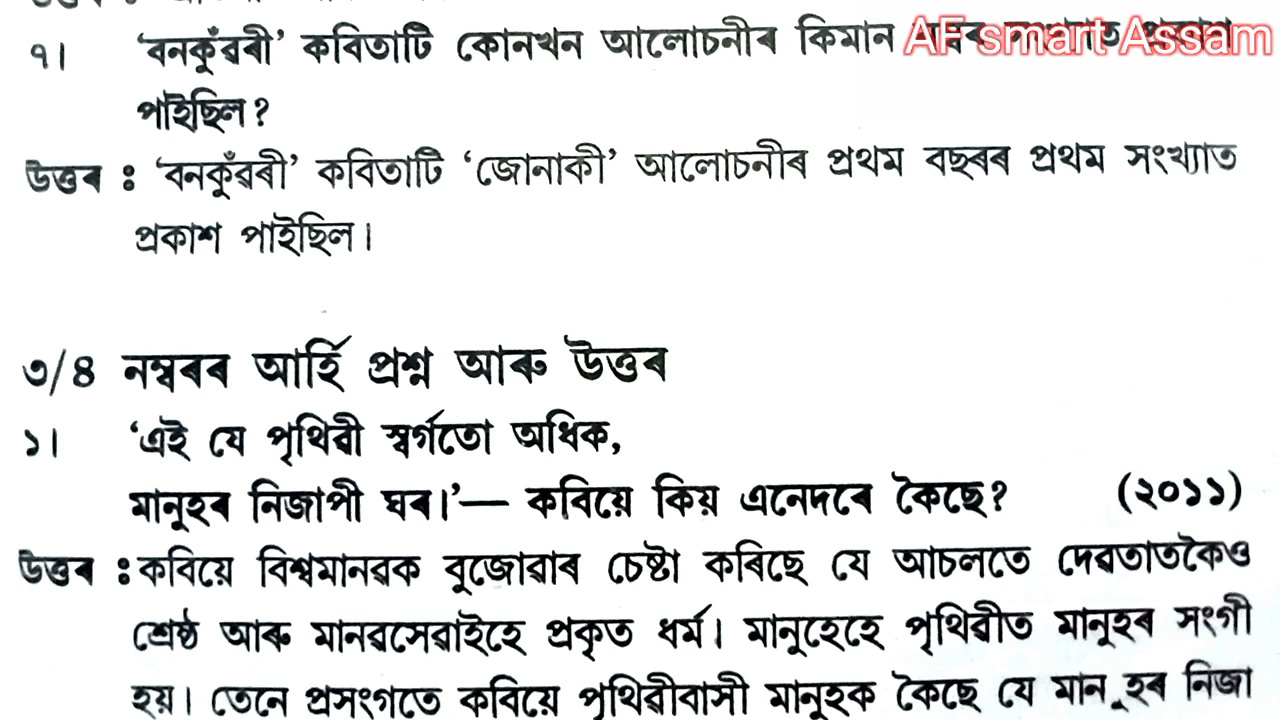 ৭। ‘বনকুঁৱৰী’ কবিতাটি কোনখন আলোচনীৰ কিমান AF smart Assam
পাইছিল?
উত্তৰ : ‘বনকুঁৱৰী’ কবিতাটি ‘জোনাকী’ আলোচনীৰ প্ৰথম বছৰৰ প্ৰথম সংখ্যাত
প্ৰকাশ পাইছিল।
৩/৪ নম্বৰৰ আৰ্হি প্ৰশ্ন আৰু উত্তৰ
১। ‘এই যে পৃথিৱী স্বৰ্গতো অধিক,
মানুহৰ নিজাপী ঘৰ।’— কবিয়ে কিয় এনেদৰে কৈছে? (২০১১)
উত্তৰ : কবিয়ে বিশ্বমানৱক বুজোৱাৰ চেষ্টা কৰিছে যে আচলতে দেৱতাতকৈও
শ্ৰেষ্ঠ আৰু মানৱসেৱাইহে প্ৰকৃত ধৰ্ম। মানুহেহে পৃথিৱীত মানুহৰ সংগী
হয়। তেনে প্ৰসংগতে কবিয়ে পৃথিৱীবাসী মানুহক কৈছে যে মানুহৰ নিজা